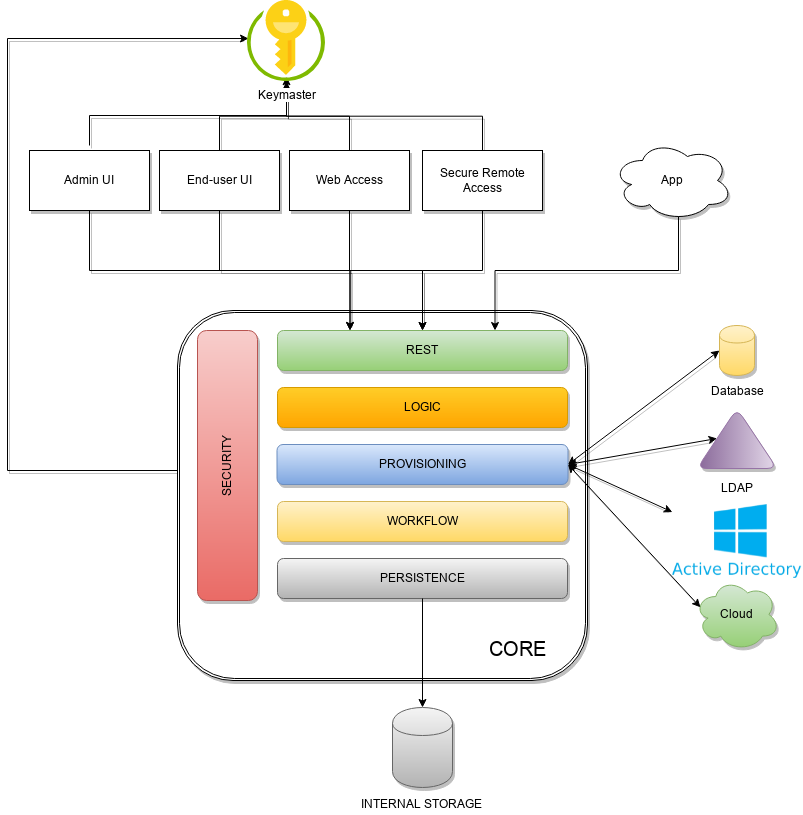 Keymaster
Admin UI
End-user UI
Web Access
Secure Remote
Access
App
REST
LOGIC
PROVISIONING
WORKFLOW
PERSISTENCE
SECURITY
CORE
Database
LDAP
Active Directory
Cloud
INTERNAL STORAGE